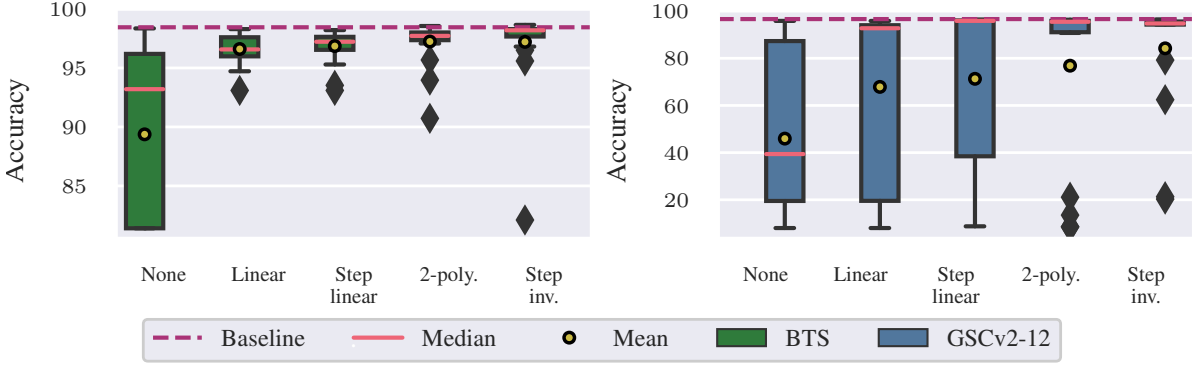 Accuracy
100
95
90
85
None
Linear
Step
linear
2-poly.
Step
inv.
Accuracy
100
80
60
40
20
None
Linear
Step
linear
2-poly.
Step
inv.
Baseline Median Mean BTS GSCv2-12